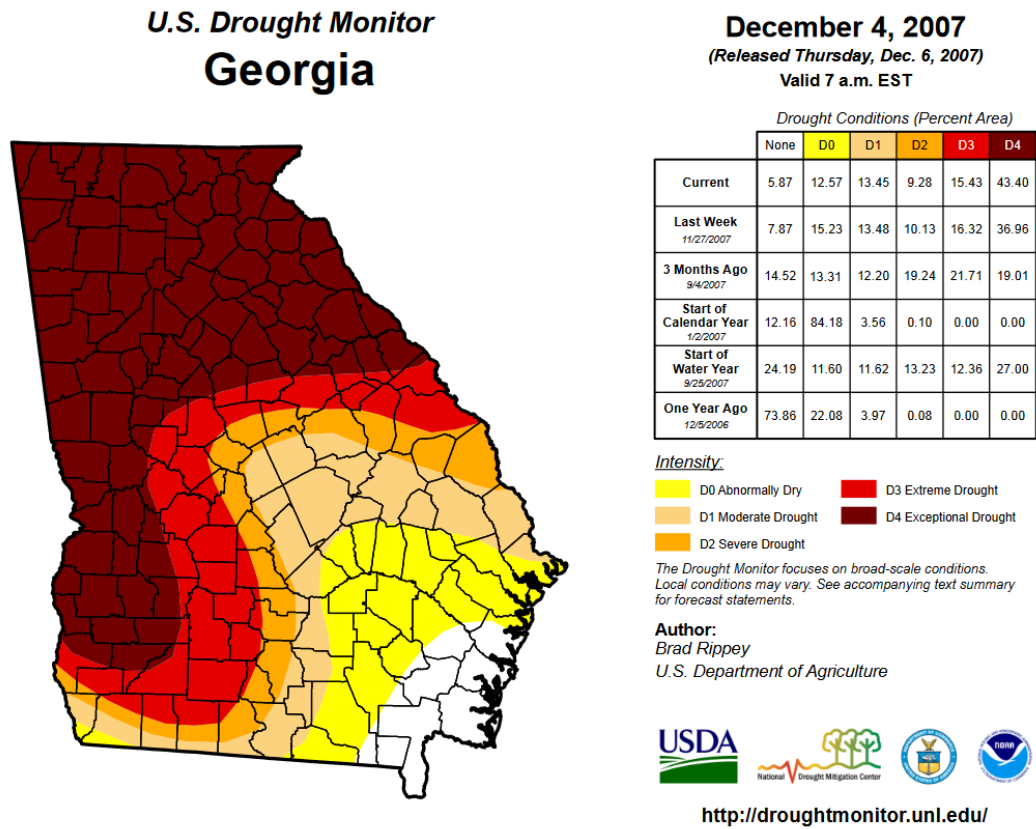 U.S. Drought Monitor
Georgia
December 4, 2007
(Released Thursday, Dec. 6, 2007)
Valid 7 a.m. EST
Drought Conditions (Percent Area)
None D0 D1 D2 D3 D4
Current 5.87 12.57 13.45 9.28 15.43 43.40
Last Week
11/27/2007
7.87 15.23 13.48 10.13 16.32 36.96
3 Months Ago
9/4/2007
14.52 13.31 12.20 19.24 21.71 19.01
Start of
Calendar Year
1/2/2007
12.16 84.18 3.56 0.10 0.00 0.00
Start of
Water Year
9/25/2007
24.19 11.60 11.62 13.23 12.36 27.00
One Year Ago
12/5/2006
73.86 22.08 3.97 0.08 0.00 0.00
Intensity:
D0 Abnormally Dry
D1 Moderate Drought
D2 Severe Drought
D3 Extreme Drought
D4 Exceptional Drought
The Drought Monitor focuses on broad-scale conditions.
Local conditions may vary. See accompanying text summary
for forecast statements.
Author:
Brad Rippey
U.S. Department of Agriculture
USDA
National Drought Mitigation Center
NOAA
http://droughtmonitor.unl.edu/